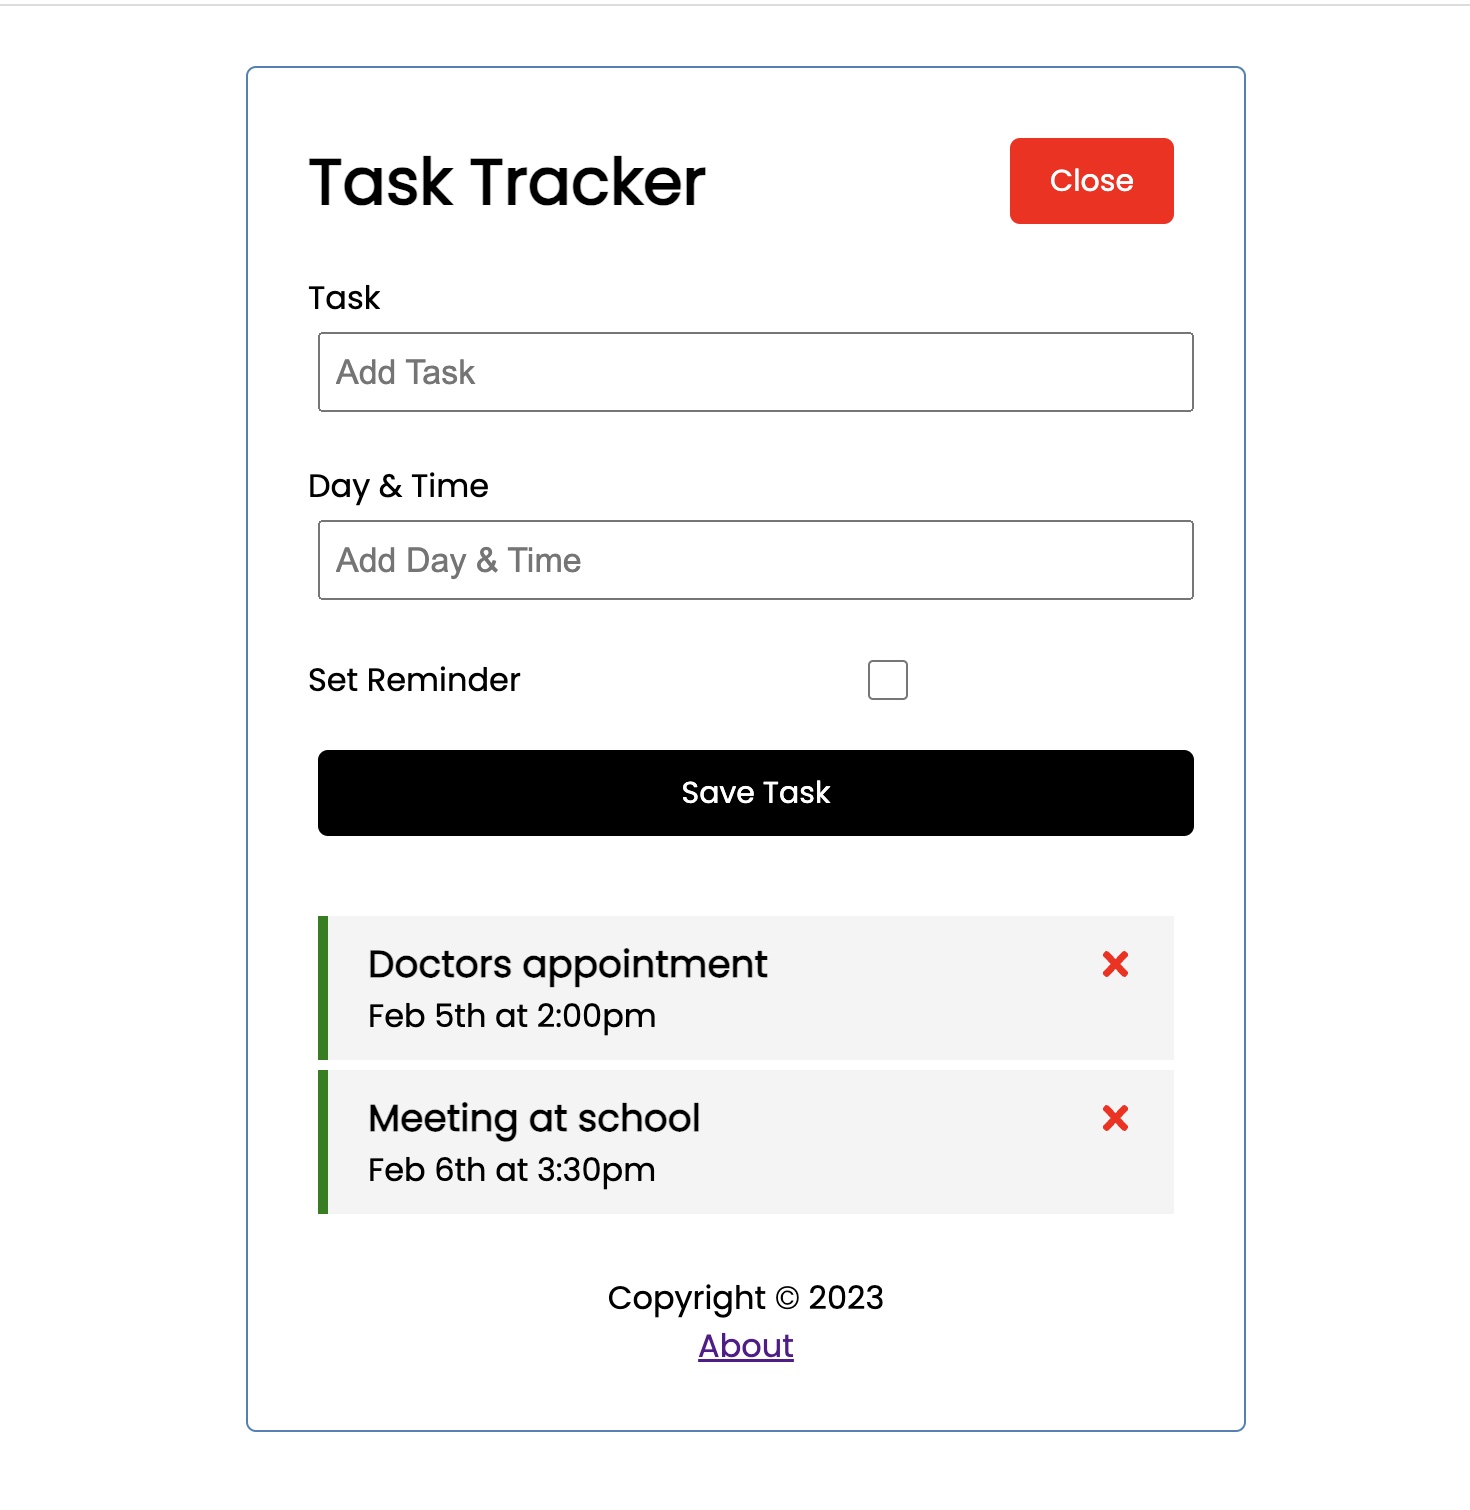 Task Tracker
Close
Task
Add Task
Day & Time
Add Day & Time
Set Reminder
Save Task
Doctors appointment
Feb 5th at 2:00pm
Meeting at school
Feb 6th at 3:30pm
Copyright © 2023
About